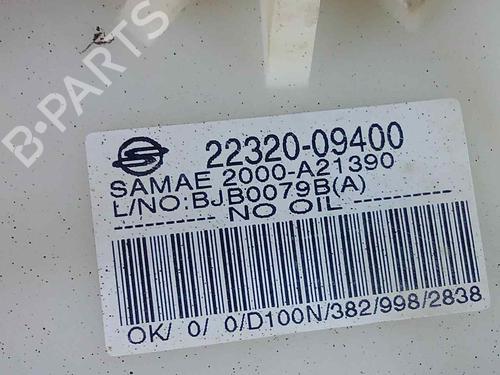 B-PARTS
22320-09400
SAMAE 2000-A21390
L/NO:BJB0079B(A)
------- NO OIL -------
OK/ 0/ 0/D100N/382/998/2838